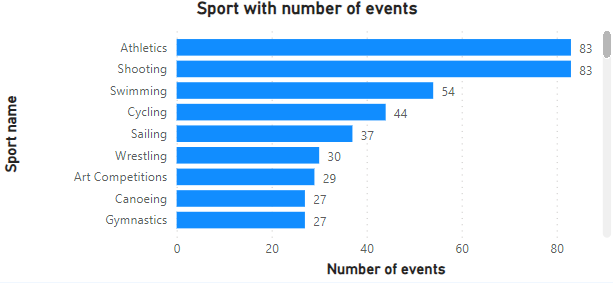 Sport with number of events
Sport name
Athletics 83
Shooting 83
Swimming 54
Cycling 44
Sailing 37
Wrestling 30
Art Competitions 29
Canoeing 27
Gymnastics 27
0 20 40 60 80
Number of events